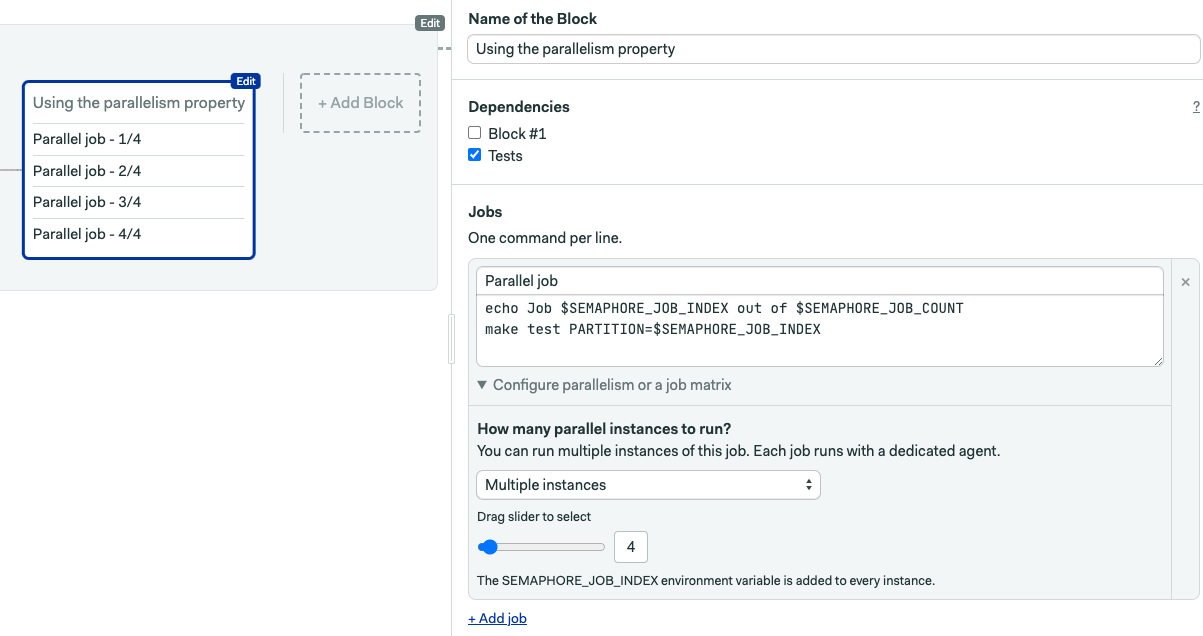 Edit
Edit
Using the parallelism property
Parallel job - 1/4
Parallel job - 2/4
Parallel job - 3/4
Parallel job - 4/4
+ Add Block
Name of the Block
Using the parallelism property
Dependencies
?
Block #1
Tests
Jobs
One command per line.
Parallel job
×
echo Job $SEMAPHORE_JOB_INDEX out of $SEMAPHORE_JOB_COUNT
make test PARTITION=$SEMAPHORE_JOB_INDEX
▼ Configure parallelism or a job matrix
How many parallel instances to run?
You can run multiple instances of this job. Each job runs with a dedicated agent.
Multiple instances
Drag slider to select
4
The SEMAPHORE_JOB_INDEX environment variable is added to every instance.
+ Add job